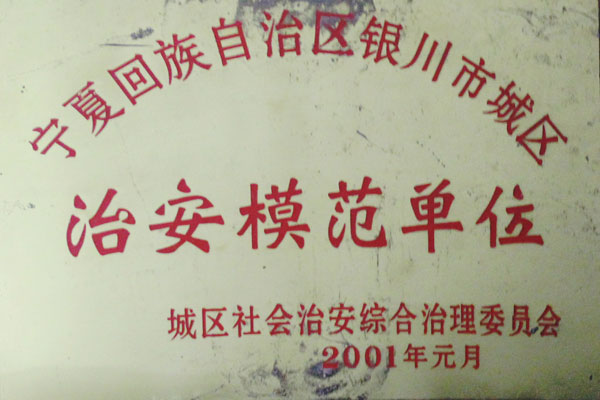 宁夏回族自治区银川市城区
治安模范单位
城区社会治安综合治理委员会
2001年元月